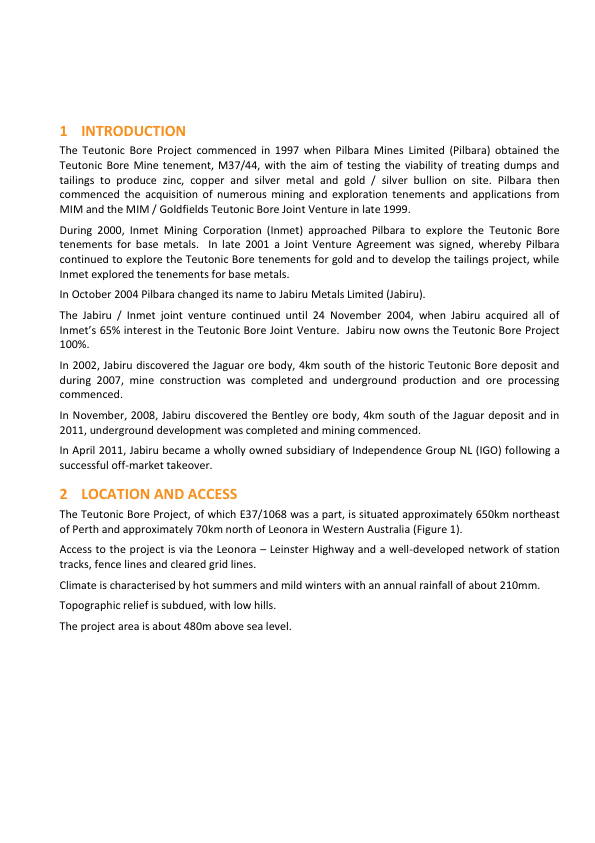 1 INTRODUCTION
The Teutonic Bore Project commenced in 1997 when Pilbara Mines Limited (Pilbara) obtained the
Teutonic Bore Mine tenement, M37/44, with the aim of testing the viability of treating dumps and
tailings to produce zinc, copper and silver metal and gold / silver bullion on site. Pilbara then
commenced the acquisition of numerous mining and exploration tenements and applications from
MIM and the MIM / Goldfields Teutonic Bore Joint Venture in late 1999.
During 2000, Inmet Mining Corporation (Inmet) approached Pilbara to explore the Teutonic Bore
tenements for base metals. In late 2001 a Joint Venture Agreement was signed, whereby Pilbara
continued to explore the Teutonic Bore tenements for gold and to develop the tailings project, while
Inmet explored the tenements for base metals.
In October 2004 Pilbara changed its name to Jabiru Metals Limited (Jabiru).
The Jabiru / Inmet joint venture continued until 24 November 2004, when Jabiru acquired all of
Inmet's 65% interest in the Teutonic Bore Joint Venture. Jabiru now owns the Teutonic Bore Project
100%.
In 2002, Jabiru discovered the Jaguar ore body, 4km south of the historic Teutonic Bore deposit and
during 2007, mine construction was completed and underground production and ore processing
commenced.
In November, 2008, Jabiru discovered the Bentley ore body, 4km south of the Jaguar deposit and in
2011, underground development was completed and mining commenced.
In April 2011, Jabiru became a wholly owned subsidiary of Independence Group NL (IGO) following a
successful off-market takeover.
2 LOCATION AND ACCESS
The Teutonic Bore Project, of which E37/1068 was a part, is situated approximately 650km northeast
of Perth and approximately 70km north of Leonora in Western Australia (Figure 1).
Access to the project is via the Leonora – Leinster Highway and a well-developed network of station
tracks, fence lines and cleared grid lines.
Climate is characterised by hot summers and mild winters with an annual rainfall of about 210mm.
Topographic relief is subdued, with low hills.
The project area is about 480m above sea level.